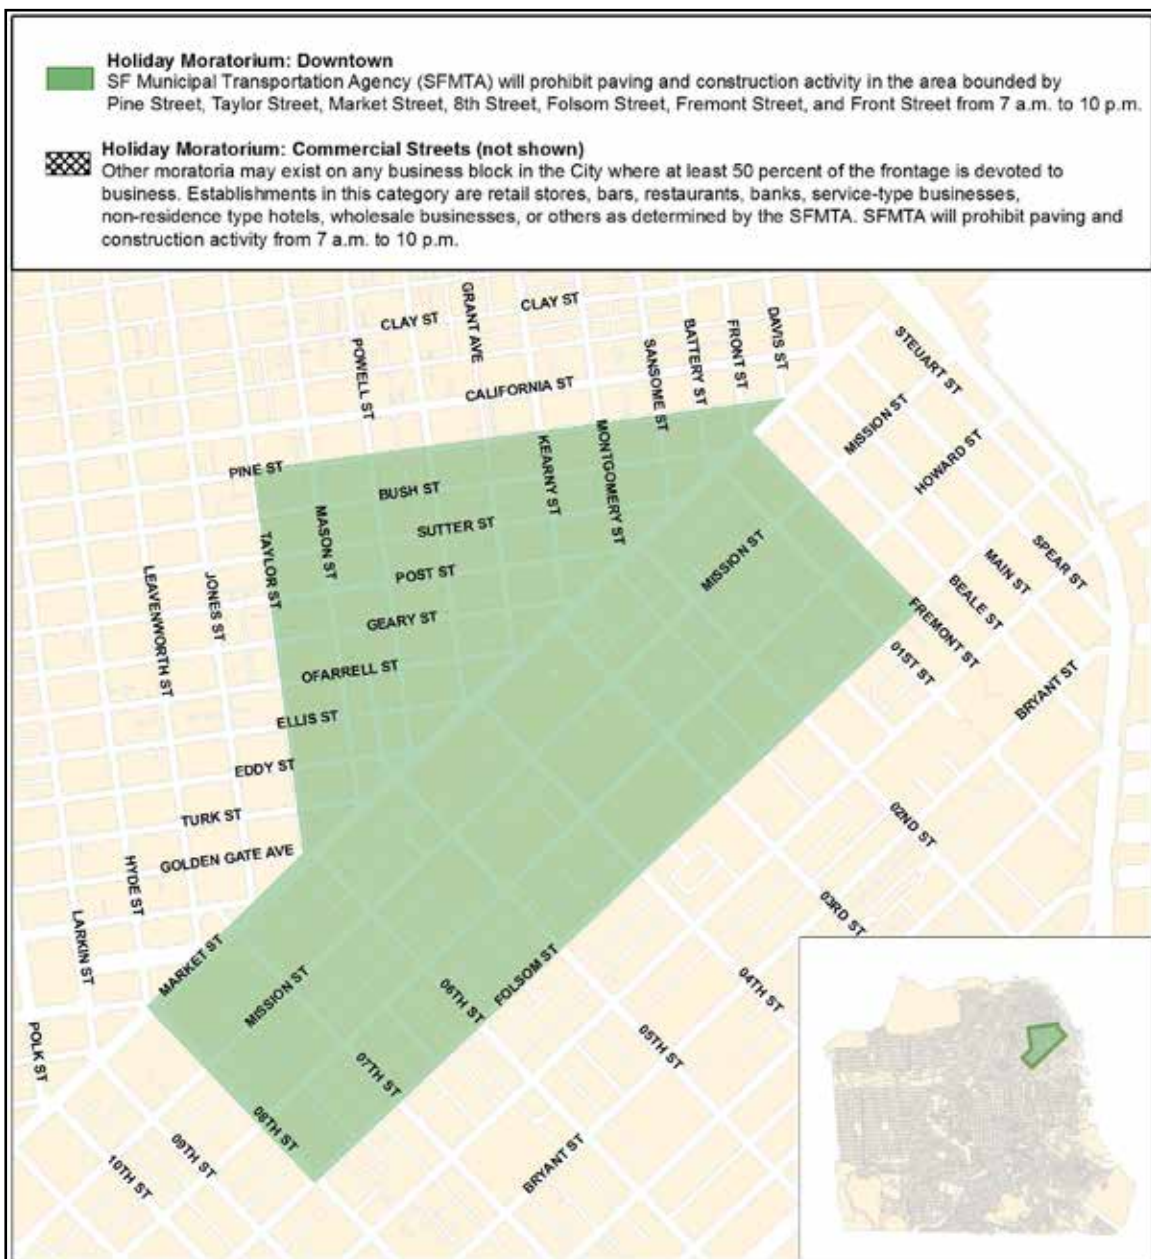 Holiday Moratorium: Downtown
SF Municipal Transportation Agency (SFMTA) will prohibit paving and construction activity in the area bounded by
Pine Street, Taylor Street, Market Street, 8th Street, Folsom Street, Fremont Street, and Front Street from 7 a.m. to 10 p.m.
Holiday Moratorium: Commercial Streets (not shown)
Other moratoria may exist on any business block in the City where at least 50 percent of the frontage is devoted to
business. Establishments in this category are retail stores, bars, restaurants, banks, service-type businesses,
non-residence type hotels, wholesale businesses, or others as determined by the SFMTA. SFMTA will prohibit paving and
construction activity from 7 a.m. to 10 p.m.
CLAY ST
CLAY ST
GRANT AVE
POWELL ST
CALIFORNIA ST
SANSOME ST
BATTERY ST
FRONT ST
DAVIS ST
STEUART ST
MISSION ST
HOWARD ST
PINE ST
BUSH ST
KEARNY ST
MONTGOMERY ST
SUTTER ST
MASON ST
TAYLOR ST
POST ST
MISSION ST
SPEAR ST
MAIN ST
BEALE ST
FREMONT ST
LEAVENWORTH ST
JONES ST
GEARY ST
OFARRELL ST
01ST ST
BRYANT ST
ELLIS ST
EDDY ST
TURK ST
02ND ST
GOLDEN GATE AVE
HYDE ST
03RD ST
LARKIN ST
MARKET ST
MISSION ST
06TH ST
FOLSOM ST
04TH ST
POLK ST
07TH ST
05TH ST
08TH ST
09TH ST
10TH ST
BRYANT ST